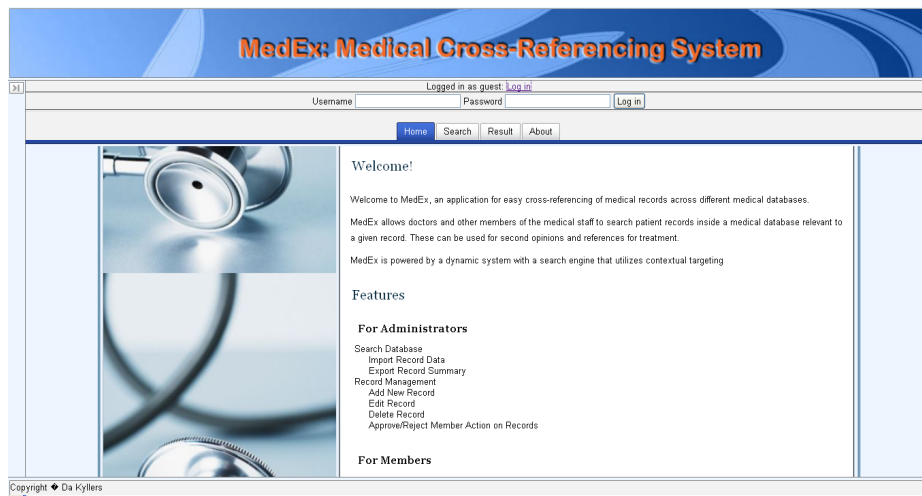 MedEx: Medical Cross-Referencing System
Logged in as guest: Log in
Username Password Log in
Home Search Result About
Welcome!
Welcome to MedEx, an application for easy cross-referencing of medical records across different medical databases.
MedEx allows doctors and other members of the medical staff to search patient records inside a medical database relevant to
a given record. These can be used for second opinions and references for treatment.
MedEx is powered by a dynamic system with a search engine that utilizes contextual targeting
Features
For Administrators
Search Database
Import Record Data
Export Record Summary
Record Management
Add New Record
Edit Record
Delete Record
Approve/Reject Member Action on Records
For Members
Copyright � Da Kyllers